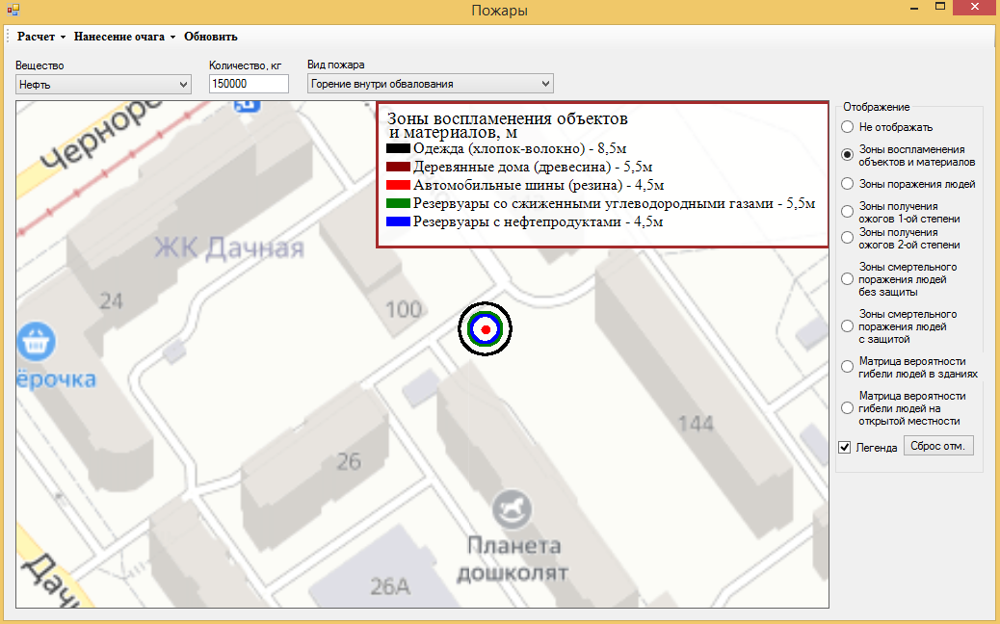 Пожары
Расчет Нанесение очага Обновить
Вещество
Количество, кг
Вид пожара
Нефть
150000
Горение внутри обвалования
Черноре
Зоны воспламенения объектов
и материалов, м
Одежда (хлопок-волокно) - 8,5м
Деревянные дома (древесина) - 5,5м
Автомобильные шины (резина) - 4,5м
Резервуары со сжиженными углеводородными газами - 5,5м
Резервуары с нефтепродуктами - 4,5м
ЖК Дачная
24
100
ёрочка
144
26
Планета
дошколят
26А
Дачн
Отображение
Не отображать
Зоны воспламенения
объектов и материалов
Зоны поражения людей
Зоны получения
ожогов 1-ой степени
Зоны получения
ожогов 2-ой степени
Зоны смертельного
поражения людей
без защиты
Зоны смертельного
поражения людей
с защитой
Матрица вероятности
гибели людей в зданиях
Матрица вероятности
гибели людей на
открытой местности
Легенда
Сброс отм.